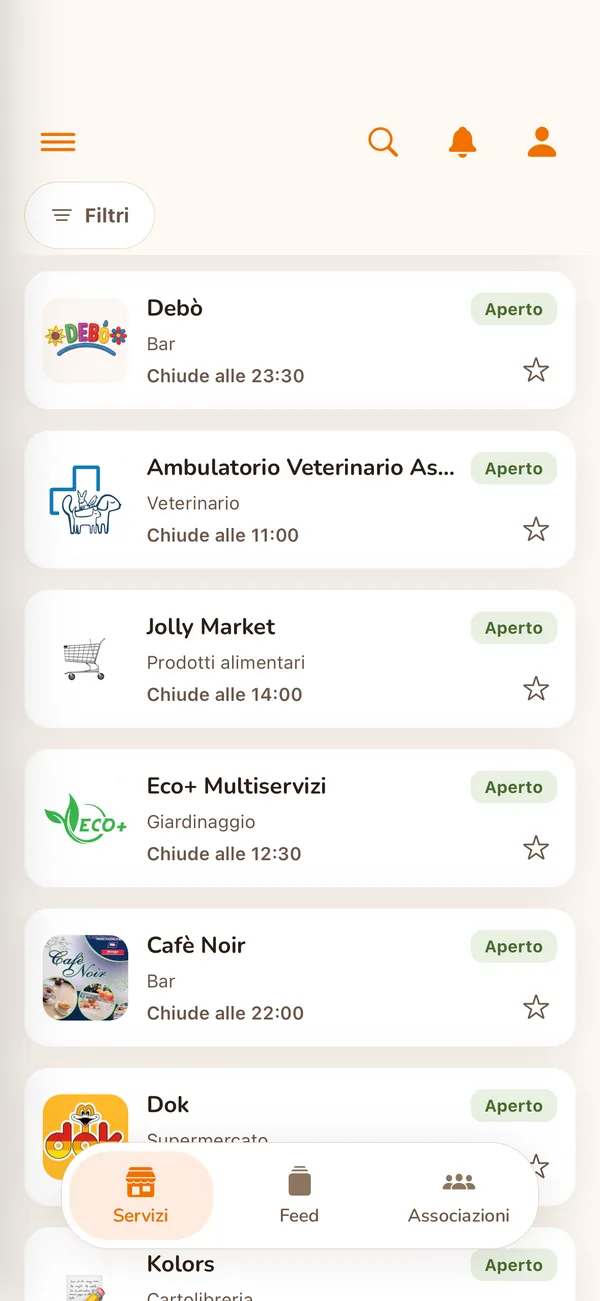 Filtri
DEBÒ
Debò
Aperto
Bar
Chiude alle 23:30
Ambulatorio Veterinario As...
Aperto
Veterinario
Chiude alle 11:00
Jolly Market
Aperto
Prodotti alimentari
Chiude alle 14:00
ECO+
Eco+ Multiservizi
Aperto
Giardinaggio
Chiude alle 12:30
Cafè
Noir
Cafè Noir
Aperto
Bar
Chiude alle 22:00
dok
Dok
Aperto
Supermercato
Servizi
Feed
Associazioni
Kolors
Aperto
Cartolibreria